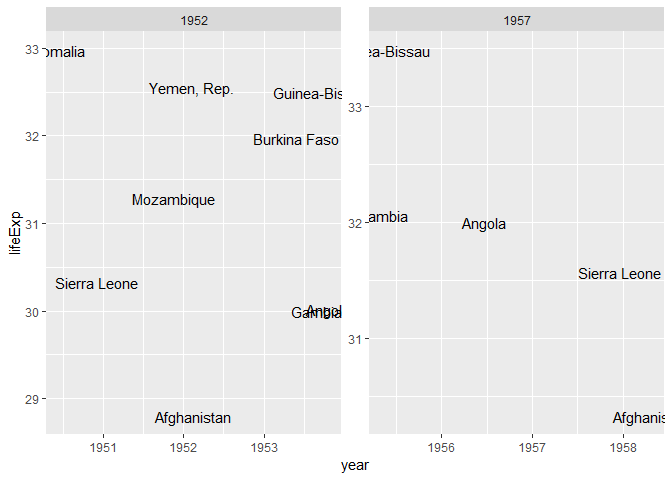 1952
1957
33
omalia
Yemen, Rep.
Guinea-Bis
32
Burkina Faso
Mozambique
31
Sierra Leone
30
Gambia
Angol
29
Afghanistan
1951 1952 1953
ea-Bissau
33
ambia
32
Angola
Sierra Leone
31
Afghanis
1956 1957 1958
lifeExp
year